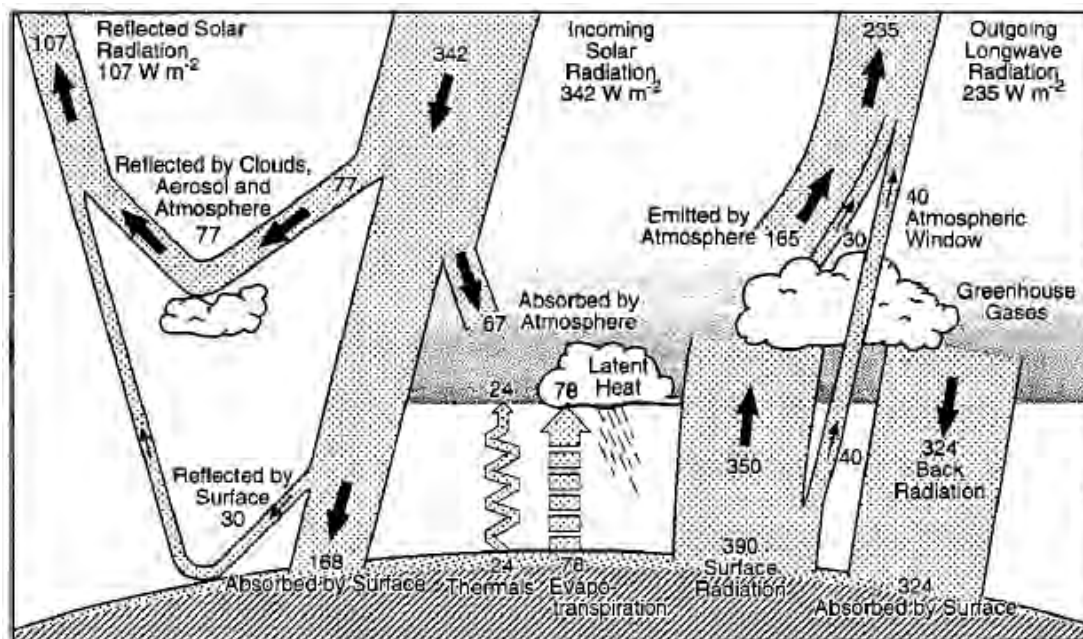 107
Reflected Solar
Radiation
107 W m-2
342
Incoming
Solar
Radiation
342 W m-2
235
Outgoing
Longwave
Radiation
235 W m-2
Reflected by Clouds,
Aerosol and
Atmosphere
77
77
Emitted by
Atmosphere
165
30
40
Atmospheric
Window
67
Absorbed by
Atmosphere
Greenhouse
Gases
24
78
Latent
Heat
350
40
324
Back
Radiation
Reflected by
Surface
30
168
Absorbed by Surface
24
Thermals
78
Evapo-
transpiration
390
Surface
Radiation
324
Absorbed by Surface